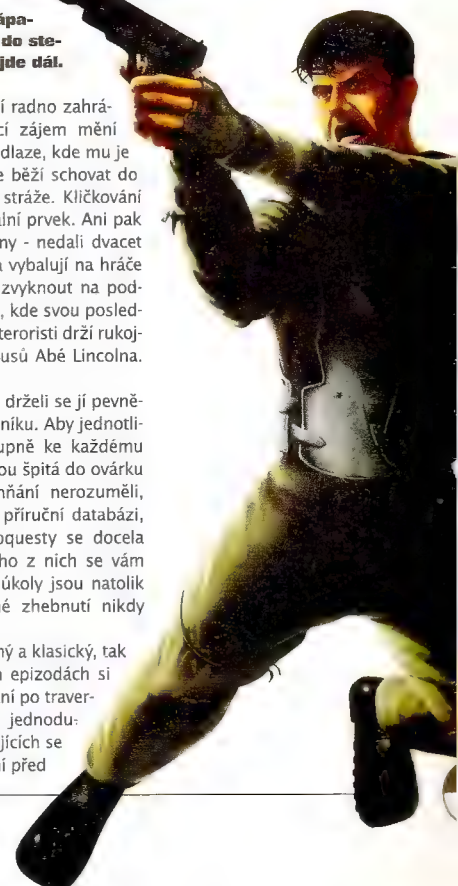 ápa-
do ste-
jde dál.
í radno zahrá-
cí zájem mění
dlaze, kde mu je
e běží schovat do
stráže. Kličkování
ální prvek. Ani pak
ny - nedali dvacet
a vybalují na hráče
zvyknout na pod-
, kde svou posled-
teroristi drží rukoj-
usů Abé Lincolna.
drželi se jí pevně-
níku. Aby jednotli-
upně ke každému
ou špitá do ovárku
nňání nerozuměli,
příruční databázi,
oquesty se docela
ho z nich se vám
úkoly jsou natolik
né zhebnutí nikdy
ný a klasický, tak
h epizodách si
ání po traver-
jednodu-
jících se
í před